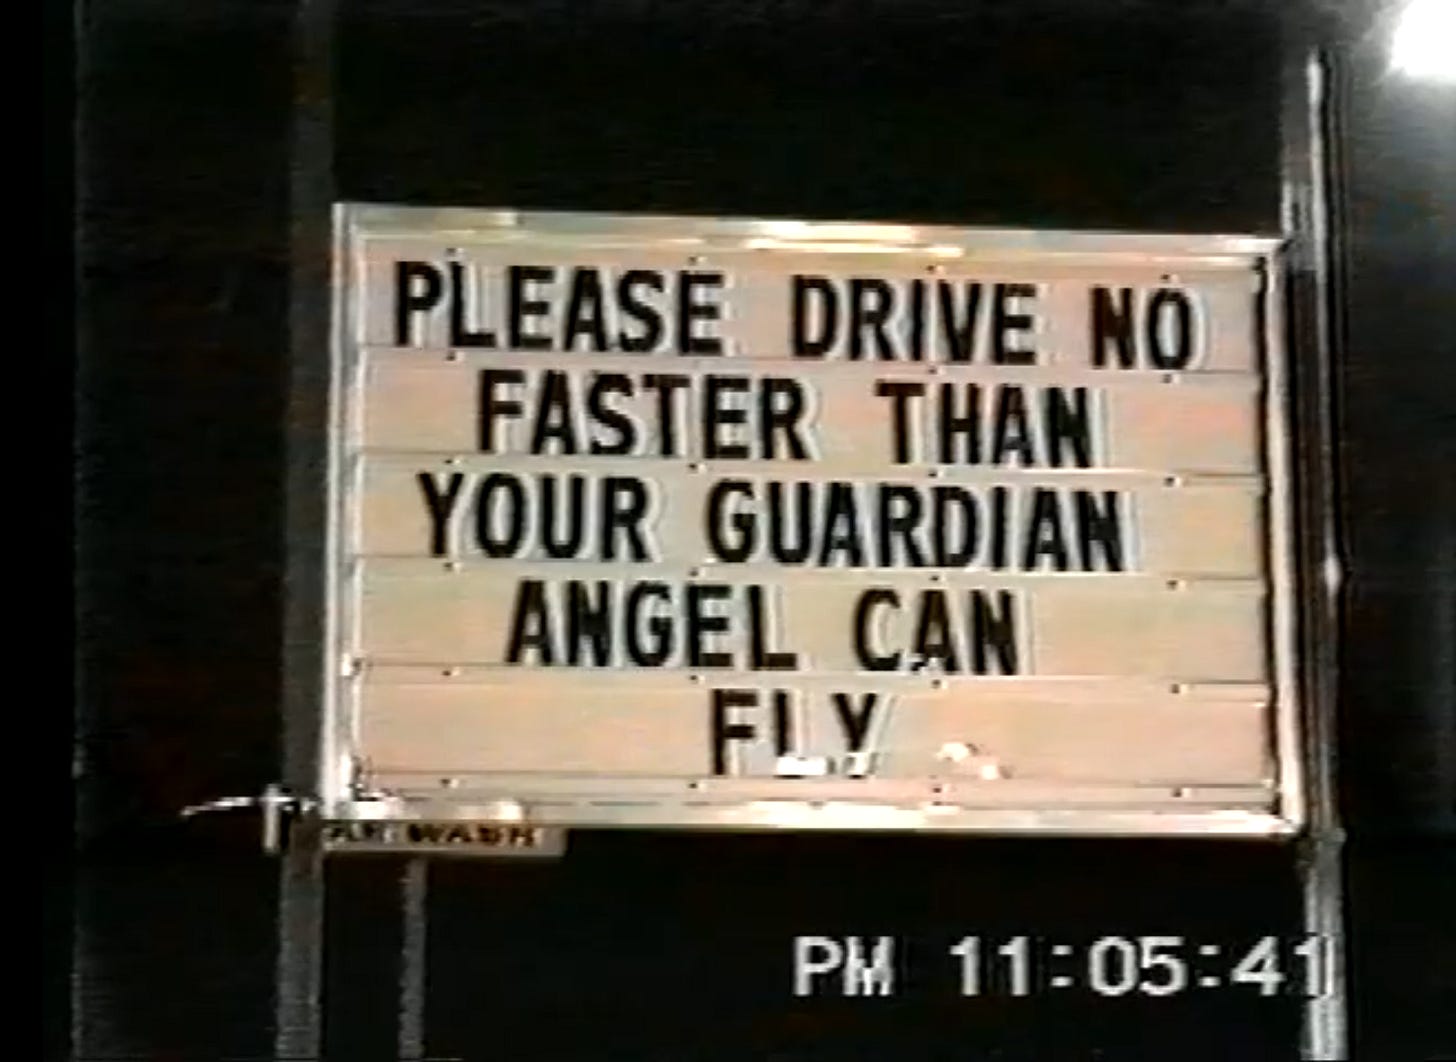 PLEASE DRIVE NO
FASTER THAN
YOUR GUARDIAN
ANGEL CAN
FLY
WASH
PM 11:05:41